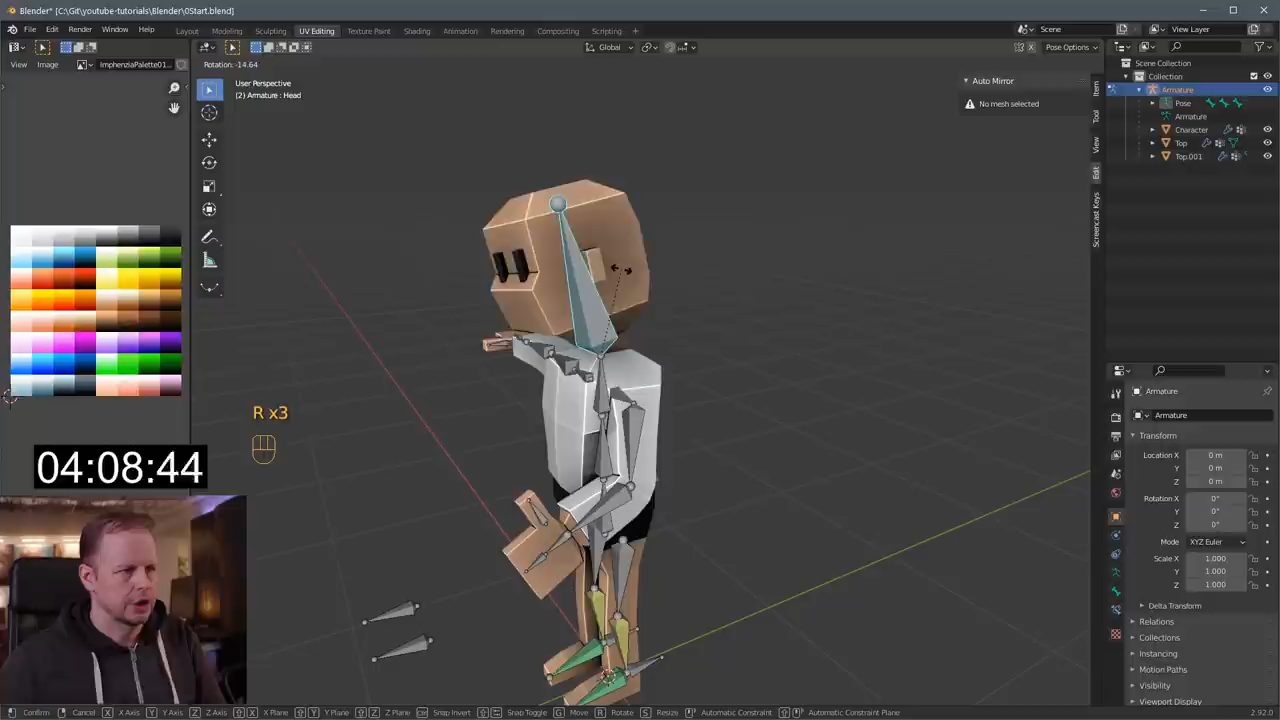 Blender* [C:\Git\youtube-tutorials\Blender\0Start.blend]
File Edit Render Window Help
Layout Modeling Sculpting UV Editing Texture Paint Shading Animation Rendering Compositing Scripting +
Scene
View Layer
View Image ImphenziaPalette01...
Global
Pose Options
Rotation: -14.64
User Perspective
(2) Armature : Head
Auto Mirror
No mesh selected
Item
Tool
View
Edit
Screencast Keys
Scene Collection
Collection
Armature
Pose
Armature
Character
Top
Top.001
R x3
04:08:44
Armature
Armature
Transform
Location X 0 m
Y 0 m
Z 0 m
Rotation X 0°
Y 0°
Z 0°
Mode XYZ Euler
Scale X 1.000
Y 1.000
Z 1.000
Delta Transform
Relations
Collections
Instancing
Motion Paths
Visibility
Viewport Display
Confirm Cancel X X Axis Y Y Axis Z Z Axis X X Plane Y Y Plane Z Z Plane Snap Invert Snap Toggle G Move R Rotate S Resize Automatic Constraint Automatic Constraint Plane
2.92.0